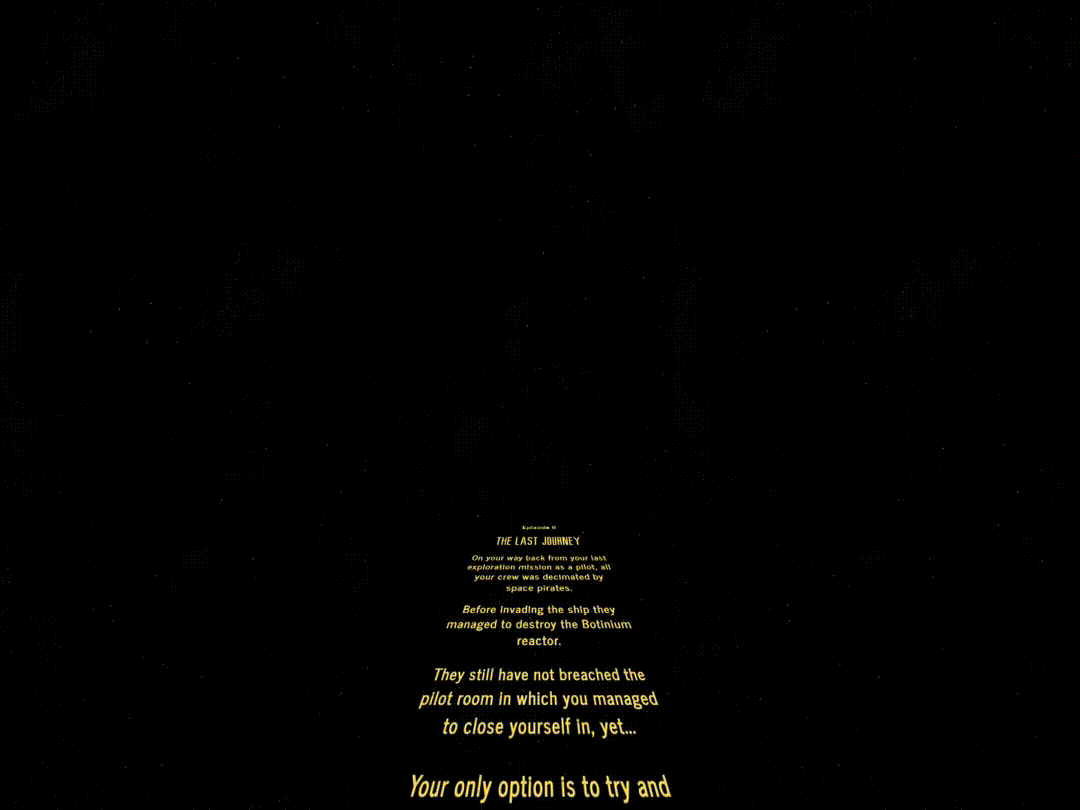 Episode II
THE LAST JOURNEY
On your way back from your last
exploration mission as a pilot, all
your crew was decimated by
space pirates.
Before invading the ship they
managed to destroy the Botinium
reactor.
They still have not breached the
pilot room in which you managed
to close yourself in, yet...
Your only option is to try and